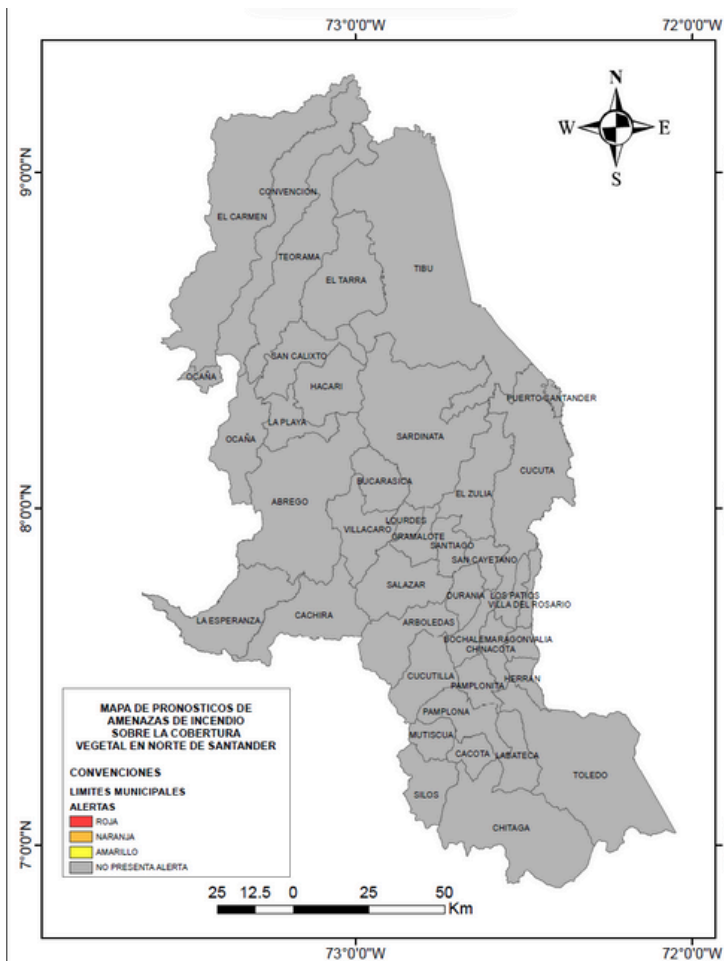 73°0'0"W
72°0'0"W
N
W
E
S
9°0'0"N
CONVENCION
EL CARMEN
TEORAMA
TIBU
EL TARRA
SAN CALIXTO
OCAÑA
HACARI
PUERTO SANTANDER
LA PLAYA
OCAÑA
SARDINATA
CUCUTA
BUCARASICA
EL ZULIA
ABREGO
8°0'0"N
LOURDES
VILLACARO
GRAMALOTE
SANTIAGO
SAN CAYETANO
SALAZAR
DURANIA
LOS PATIOS
VILLA DEL ROSARIO
CACHIRA
LA ESPERANZA
ARBOLEDAS
BOCHALEMA
RAGONVALIA
CHINACOTA
CUCUTILLA
HERRAN
PAMPLONITA
PAMPLONA
MUTISCUA
CACOTA
LABATECA
TOLEDO
SILOS
CHITAGA
7°0'0"N
MAPA DE PRONOSTICOS DE
AMENAZAS DE INCENDIO
SOBRE LA COBERTURA
VEGETAL EN NORTE DE SANTANDER
CONVENCIONES
LIMITES MUNICIPALES
ALERTAS
ROJA
NARANJA
AMARILLO
NO PRESENTA ALERTA
25 12.5 0 25 50
Km
73°0'0"W
72°0'0"W